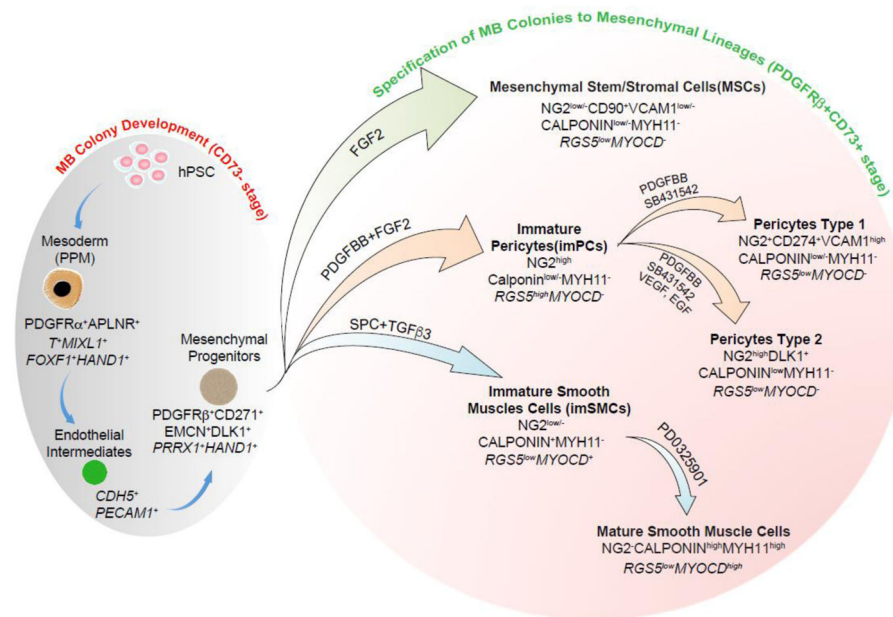 MB Colony Development (CD73- stage)
hPSC
Mesoderm
(PPM)
PDGFRα⁺APLNR⁺
T⁺MIXL1⁺
FOXF1⁺HAND1⁺
Endothelial
Intermediates
CDH5⁺
PECAM1⁺
Mesenchymal
Progenitors
PDGFRβ⁺CD271⁺
EMCN⁺DLK1⁺
PRRX1⁺HAND1⁺
Specification of MB Colonies to Mesenchymal Lineages (PDGFRβ+CD73+ stage)
FGF2
Mesenchymal Stem/Stromal Cells(MSCs)
NG2ˡᵒʷ/⁻CD90⁺VCAM1ˡᵒʷ/⁻
CALPONINˡᵒʷ/⁻MYH11⁻
RGS5ˡᵒʷMYOCD⁻
PDGFBB+FGF2
Immature
Pericytes(imPCs)
NG2ʰⁱᵍʰ
Calponinˡᵒʷ/⁻MYH11⁻
RGS5ʰⁱᵍʰMYOCD⁻
PDGFBB
SB431542
Pericytes Type 1
NG2⁺CD274⁺VCAM1ʰⁱᵍʰ
CALPONINˡᵒʷ/⁻MYH11⁻
RGS5ˡᵒʷMYOCD⁻
PDGFBB
SB431542
VEGF, EGF
Pericytes Type 2
NG2ʰⁱᵍʰDLK1⁺
CALPONINˡᵒʷMYH11⁻
RGS5ˡᵒʷMYOCD⁻
SPC+TGFβ3
Immature Smooth
Muscles Cells (imSMCs)
NG2ˡᵒʷ/⁻
CALPONIN⁺MYH11⁻
RGS5ˡᵒʷMYOCD⁺
PD0325901
Mature Smooth Muscle Cells
NG2⁻CALPONINʰⁱᵍʰMYH11ʰⁱᵍʰ
RGS5ˡᵒʷMYOCDʰⁱᵍʰ